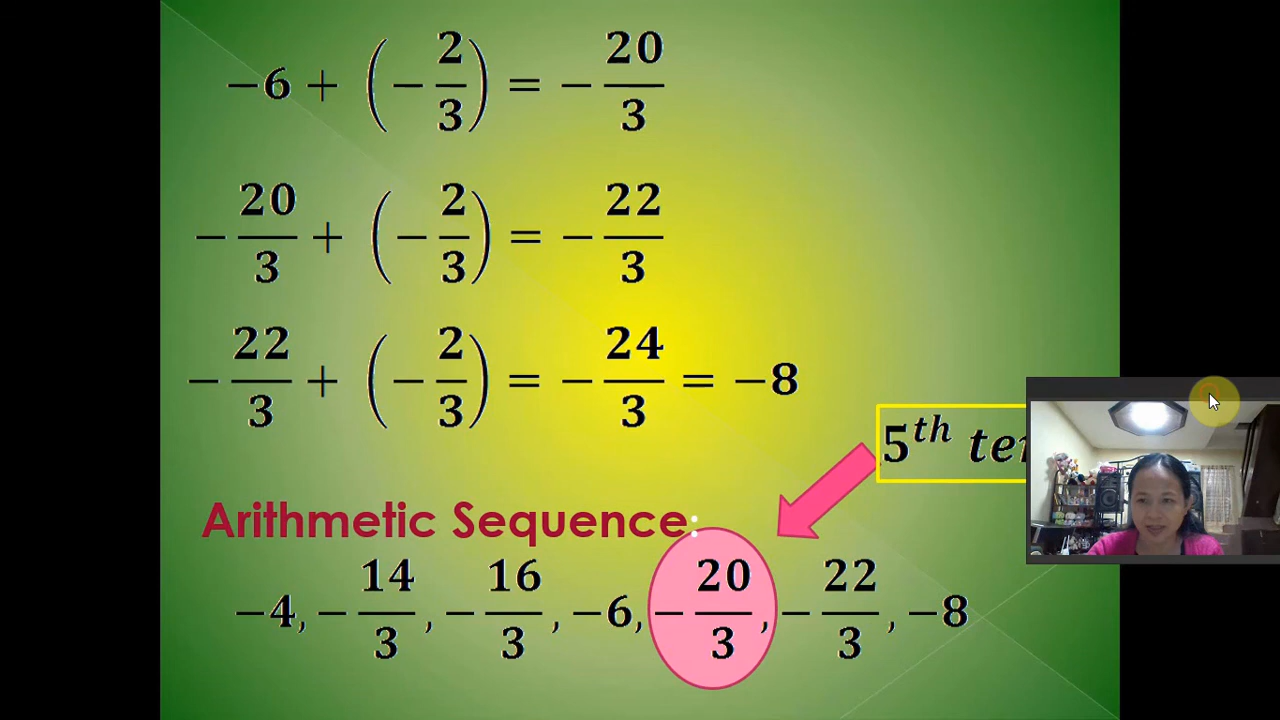 −6 + (−2/3) = −20/3
−20/3 + (−2/3) = −22/3
−22/3 + (−2/3) = −24/3 = −8
5th
Arithmetic Sequence:
−4, −14/3, −16/3, −6, −20/3, −22/3, −8